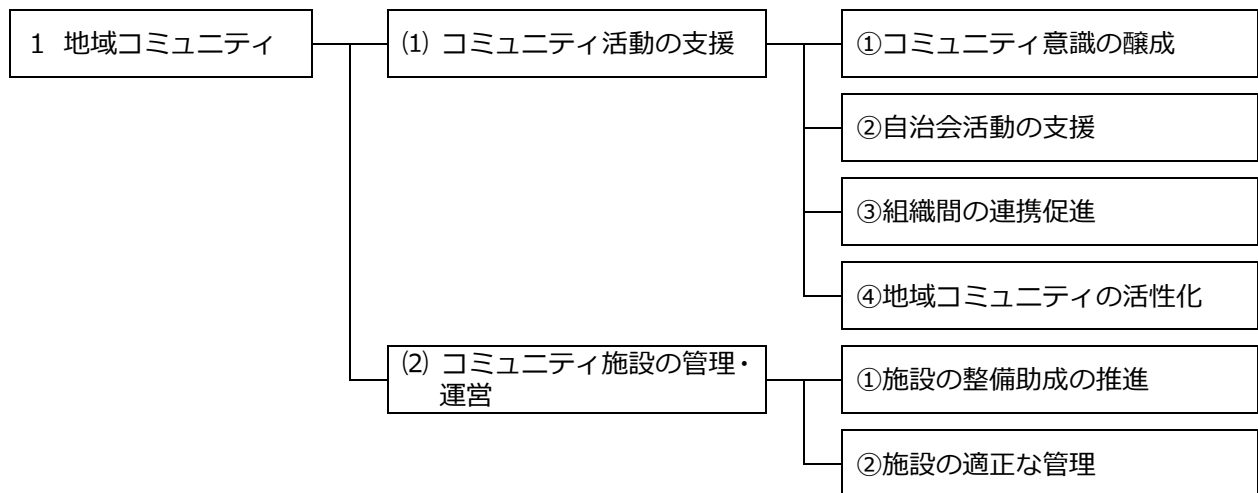 1 地域コミュニティ
⑴ コミュニティ活動の支援
①コミュニティ意識の醸成
②自治会活動の支援
③組織間の連携促進
④地域コミュニティの活性化
⑵ コミュニティ施設の管理・
運営
①施設の整備助成の推進
②施設の適正な管理